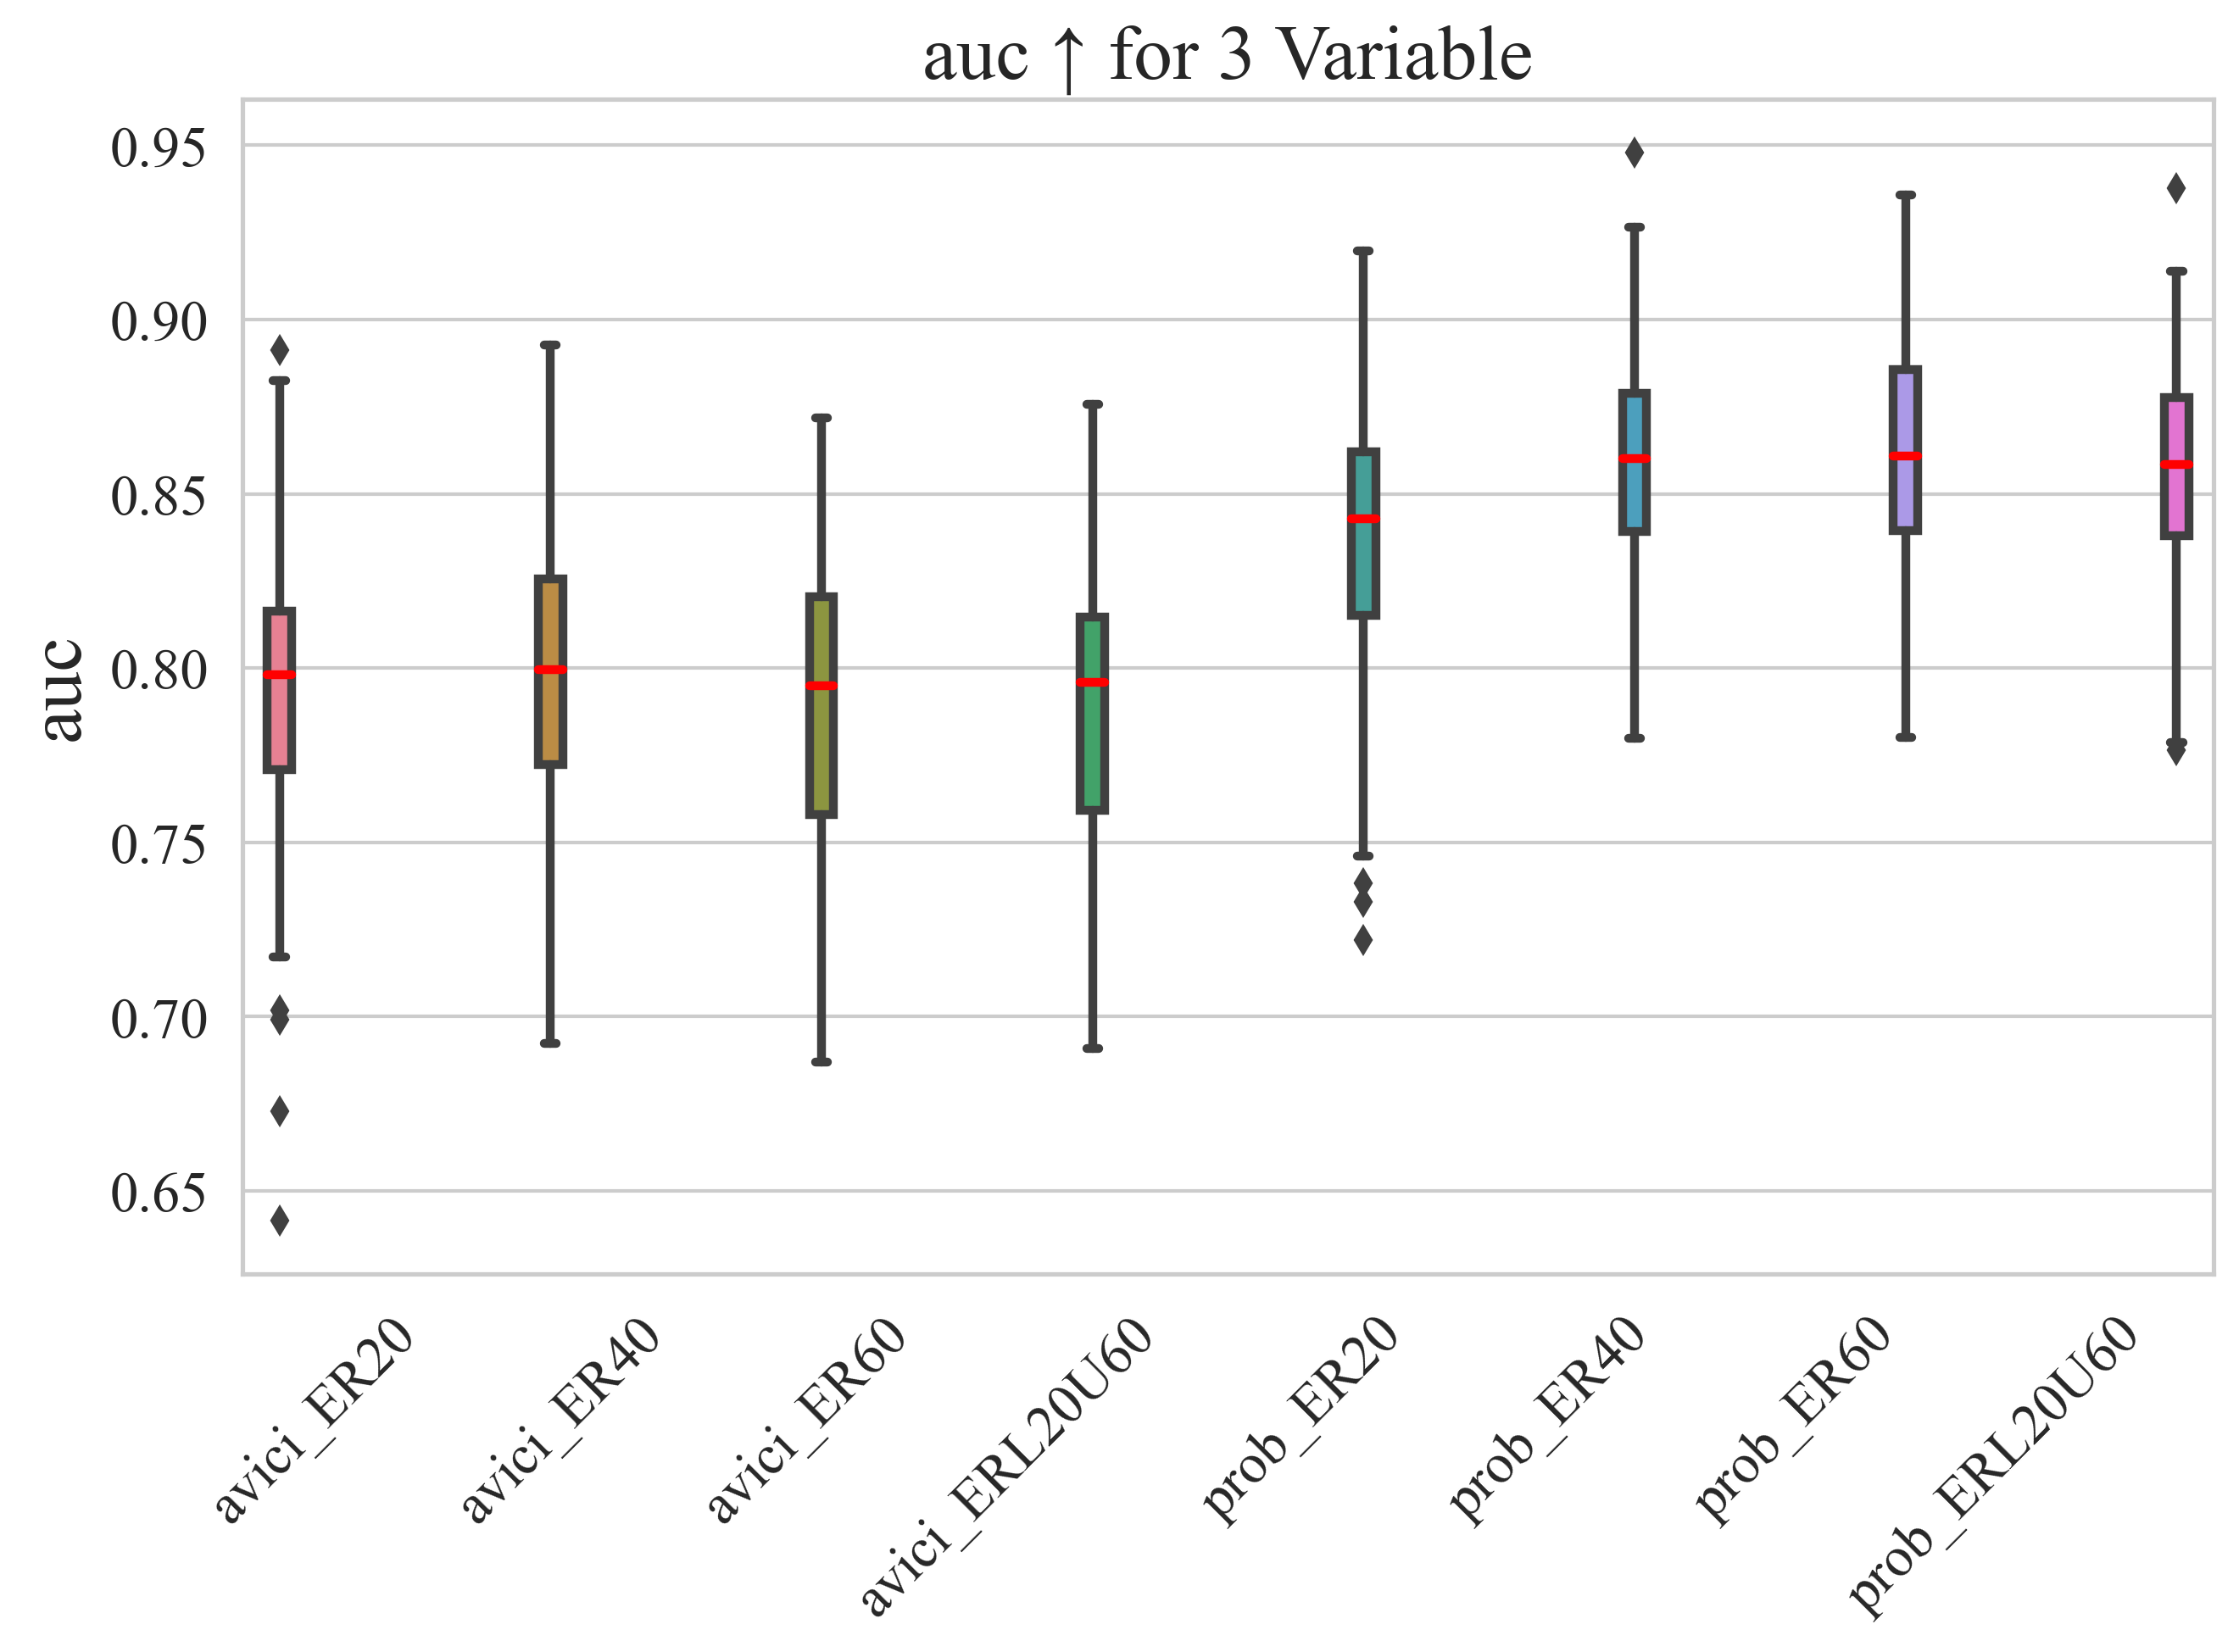 auc ↑ for 3 Variable
auc
0.95
0.90
0.85
0.80
0.75
0.70
0.65
avici_ER20
avici_ER40
avici_ER60
avici_ERL20U60
prob_ER20
prob_ER40
prob_ER60
prob_ERL20U60